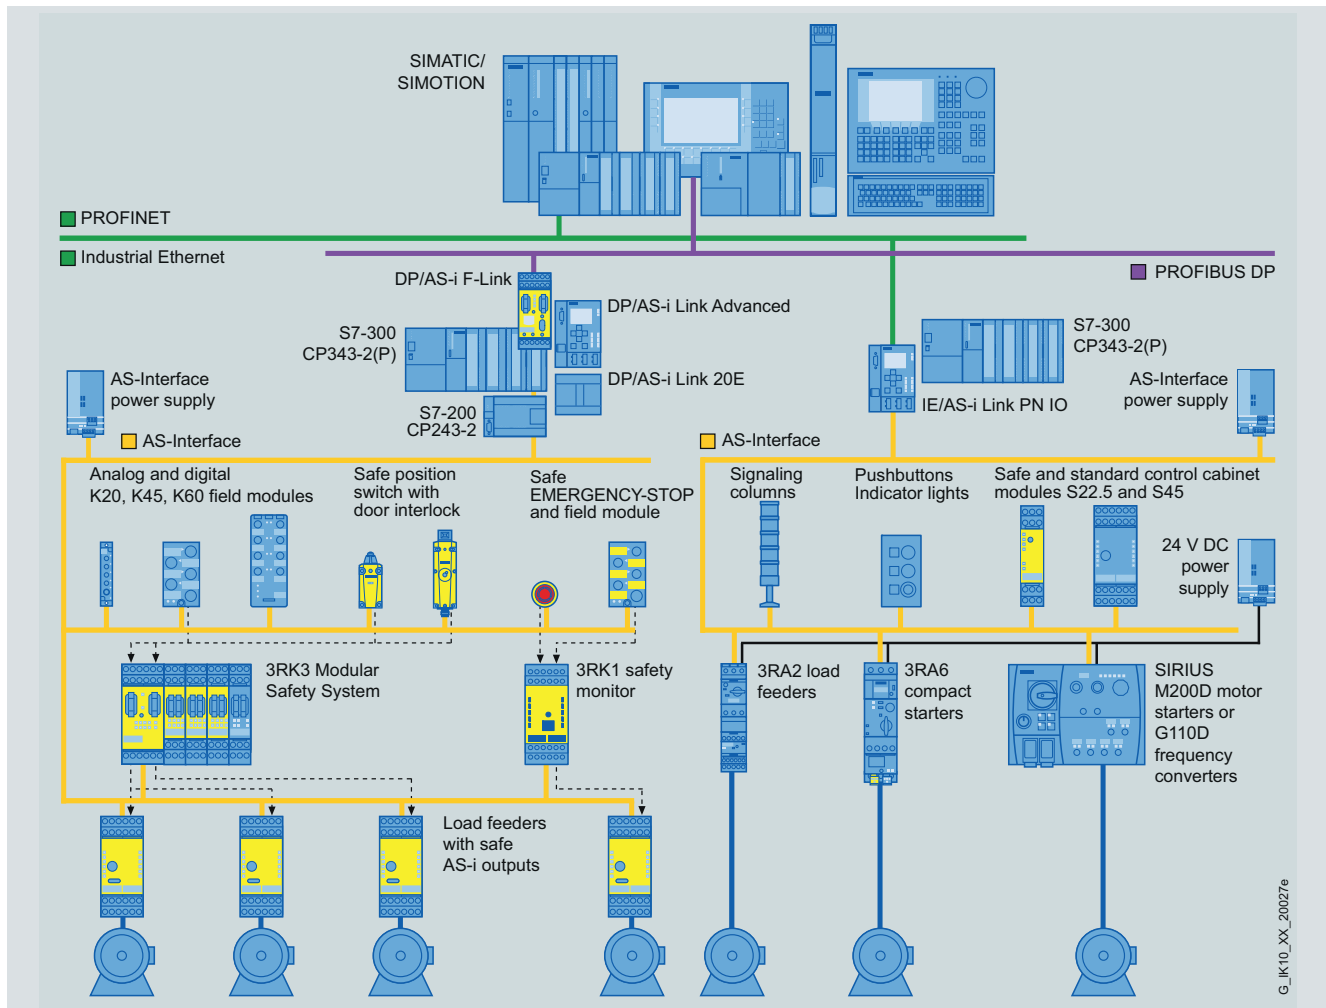 SIMATIC/
SIMOTION
PROFINET
Industrial Ethernet
PROFIBUS DP
DP/AS-i F-Link
DP/AS-i Link Advanced
S7-300
CP343-2(P)
S7-300
CP343-2(P)
DP/AS-i Link 20E
AS-Interface
power supply
S7-200
CP243-2
IE/AS-i Link PN IO
AS-Interface
power supply
AS-Interface
AS-Interface
Analog and digital
K20, K45, K60 field modules
Safe position
switch with
door interlock
Safe
EMERGENCY-STOP
and field module
Signaling
columns
Pushbuttons
Indicator lights
Safe and standard control cabinet
modules S22.5 and S45
24 V DC
power
supply
3RK3 Modular
Safety System
3RK1 safety
monitor
3RA2 load
feeders
3RA6
compact
starters
SIRIUS
M200D motor
starters or
G110D
frequency
converters
Load feeders
with safe
AS-i outputs
G_IK10_XX_20027e